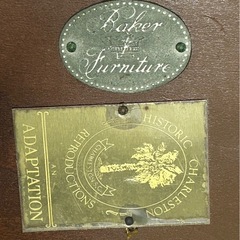 Baker
Furniture
HISTORIC CHARLESTON
REPRODUCTIONS
AN
ADAPTATION